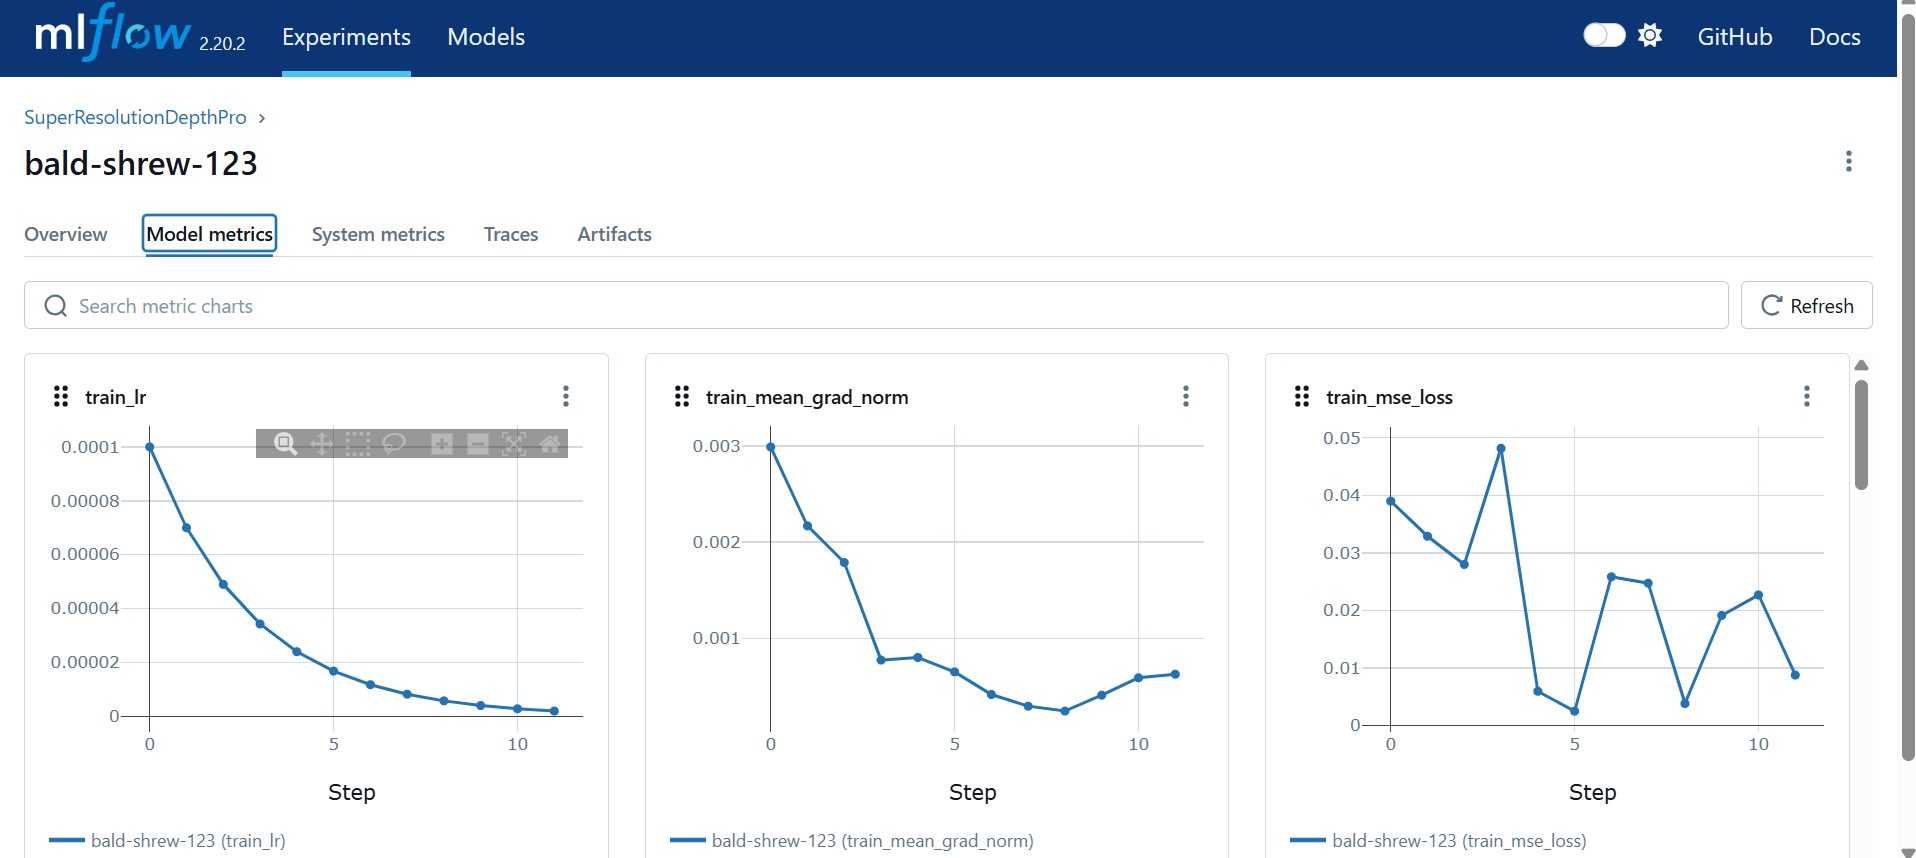 mlflow 2.20.2 Experiments Models GitHub Docs
SuperResolutionDepthPro ›
bald-shrew-123
Overview Model metrics System metrics Traces Artifacts
Search metric charts Refresh
train_lr
0.0001
0.00008
0.00006
0.00004
0.00002
0
0 5 10
Step
bald-shrew-123 (train_lr)
train_mean_grad_norm
0.003
0.002
0.001
0 5 10
Step
bald-shrew-123 (train_mean_grad_norm)
train_mse_loss
0.05
0.04
0.03
0.02
0.01
0
0 5 10
Step
bald-shrew-123 (train_mse_loss)